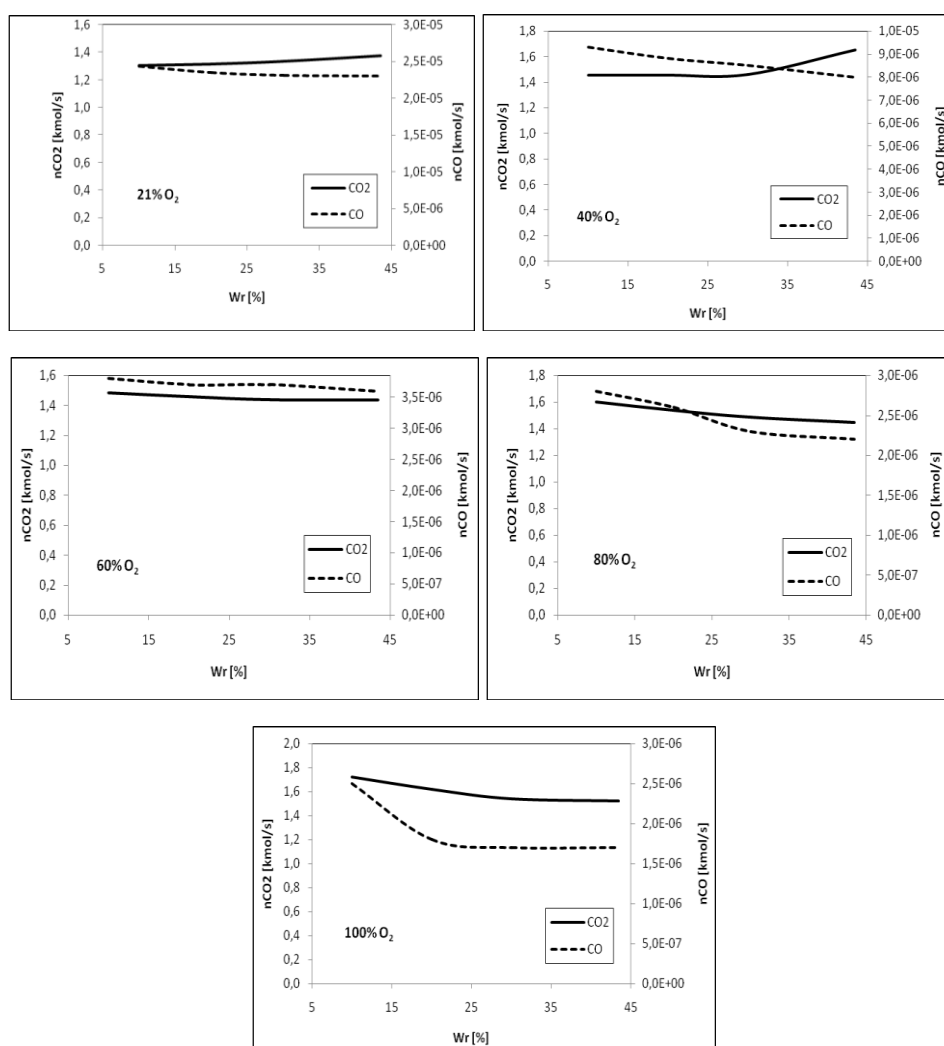 nCO2 [kmol/s]
1,6
1,4
1,2
1,0
0,8
0,6
0,4
0,2
0,0
3,0E-05
2,5E-05
2,0E-05
1,5E-05
1,0E-05
5,0E-06
0,0E+00
nCO [kmol/s]
21% O2
CO2
CO
5 15 25 35 45
Wr [%]
nCO2 [kmol/s]
1,8
1,6
1,4
1,2
1,0
0,8
0,6
0,4
0,2
0,0
1,0E-05
9,0E-06
8,0E-06
7,0E-06
6,0E-06
5,0E-06
4,0E-06
3,0E-06
2,0E-06
1,0E-06
0,0E+00
nCO [kmol/s]
40% O2
CO2
CO
5 15 25 35 45
Wr [%]
nCO2 [kmol/s]
1,6
1,4
1,2
1,0
0,8
0,6
0,4
0,2
0,0
3,5E-06
3,0E-06
2,5E-06
2,0E-06
1,5E-06
1,0E-06
5,0E-07
0,0E+00
nCO [kmol/s]
60% O2
CO2
CO
5 15 25 35 45
Wr [%]
nCO2 [kmol/s]
1,8
1,6
1,4
1,2
1,0
0,8
0,6
0,4
0,2
0,0
3,0E-06
2,5E-06
2,0E-06
1,5E-06
1,0E-06
5,0E-07
0,0E+00
nCO [kmol/s]
80% O2
CO2
CO
5 15 25 35 45
Wr [%]
nCO2 [kmol/s]
2,0
1,8
1,6
1,4
1,2
1,0
0,8
0,6
0,4
0,2
0,0
3,0E-06
2,5E-06
2,0E-06
1,5E-06
1,0E-06
5,0E-07
0,0E+00
nCO [kmol/s]
100% O2
CO2
CO
5 15 25 35 45
Wr [%]